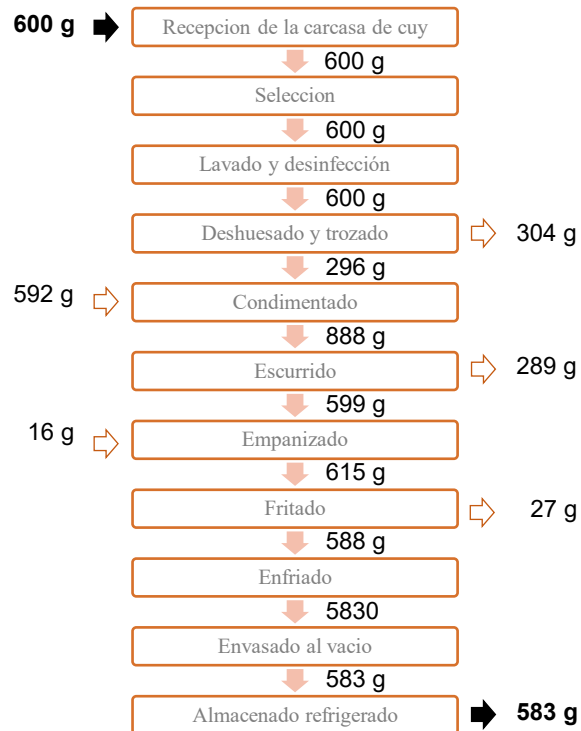 600 g
Recepcion de la carcasa de cuy
600 g
Seleccion
600 g
Lavado y desinfección
600 g
Deshuesado y trozado
304 g
296 g
592 g
Condimentado
888 g
Escurrido
289 g
599 g
16 g
Empanizado
615 g
Fritado
27 g
588 g
Enfriado
5830
Envasado al vacio
583 g
Almacenado refrigerado
583 g